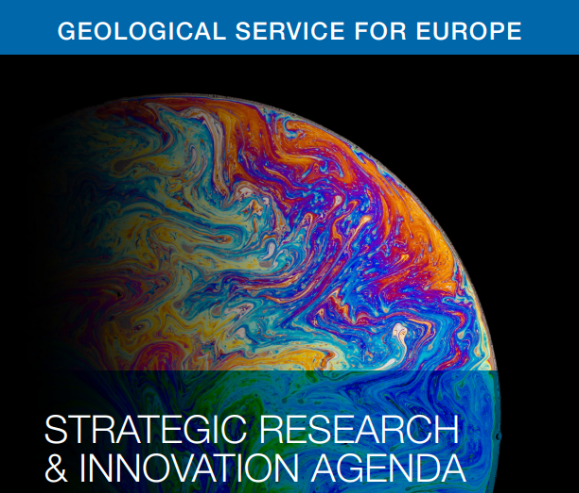 GEOLOGICAL SERVICE FOR EUROPE
STRATEGIC RESEARCH
& INNOVATION AGENDA